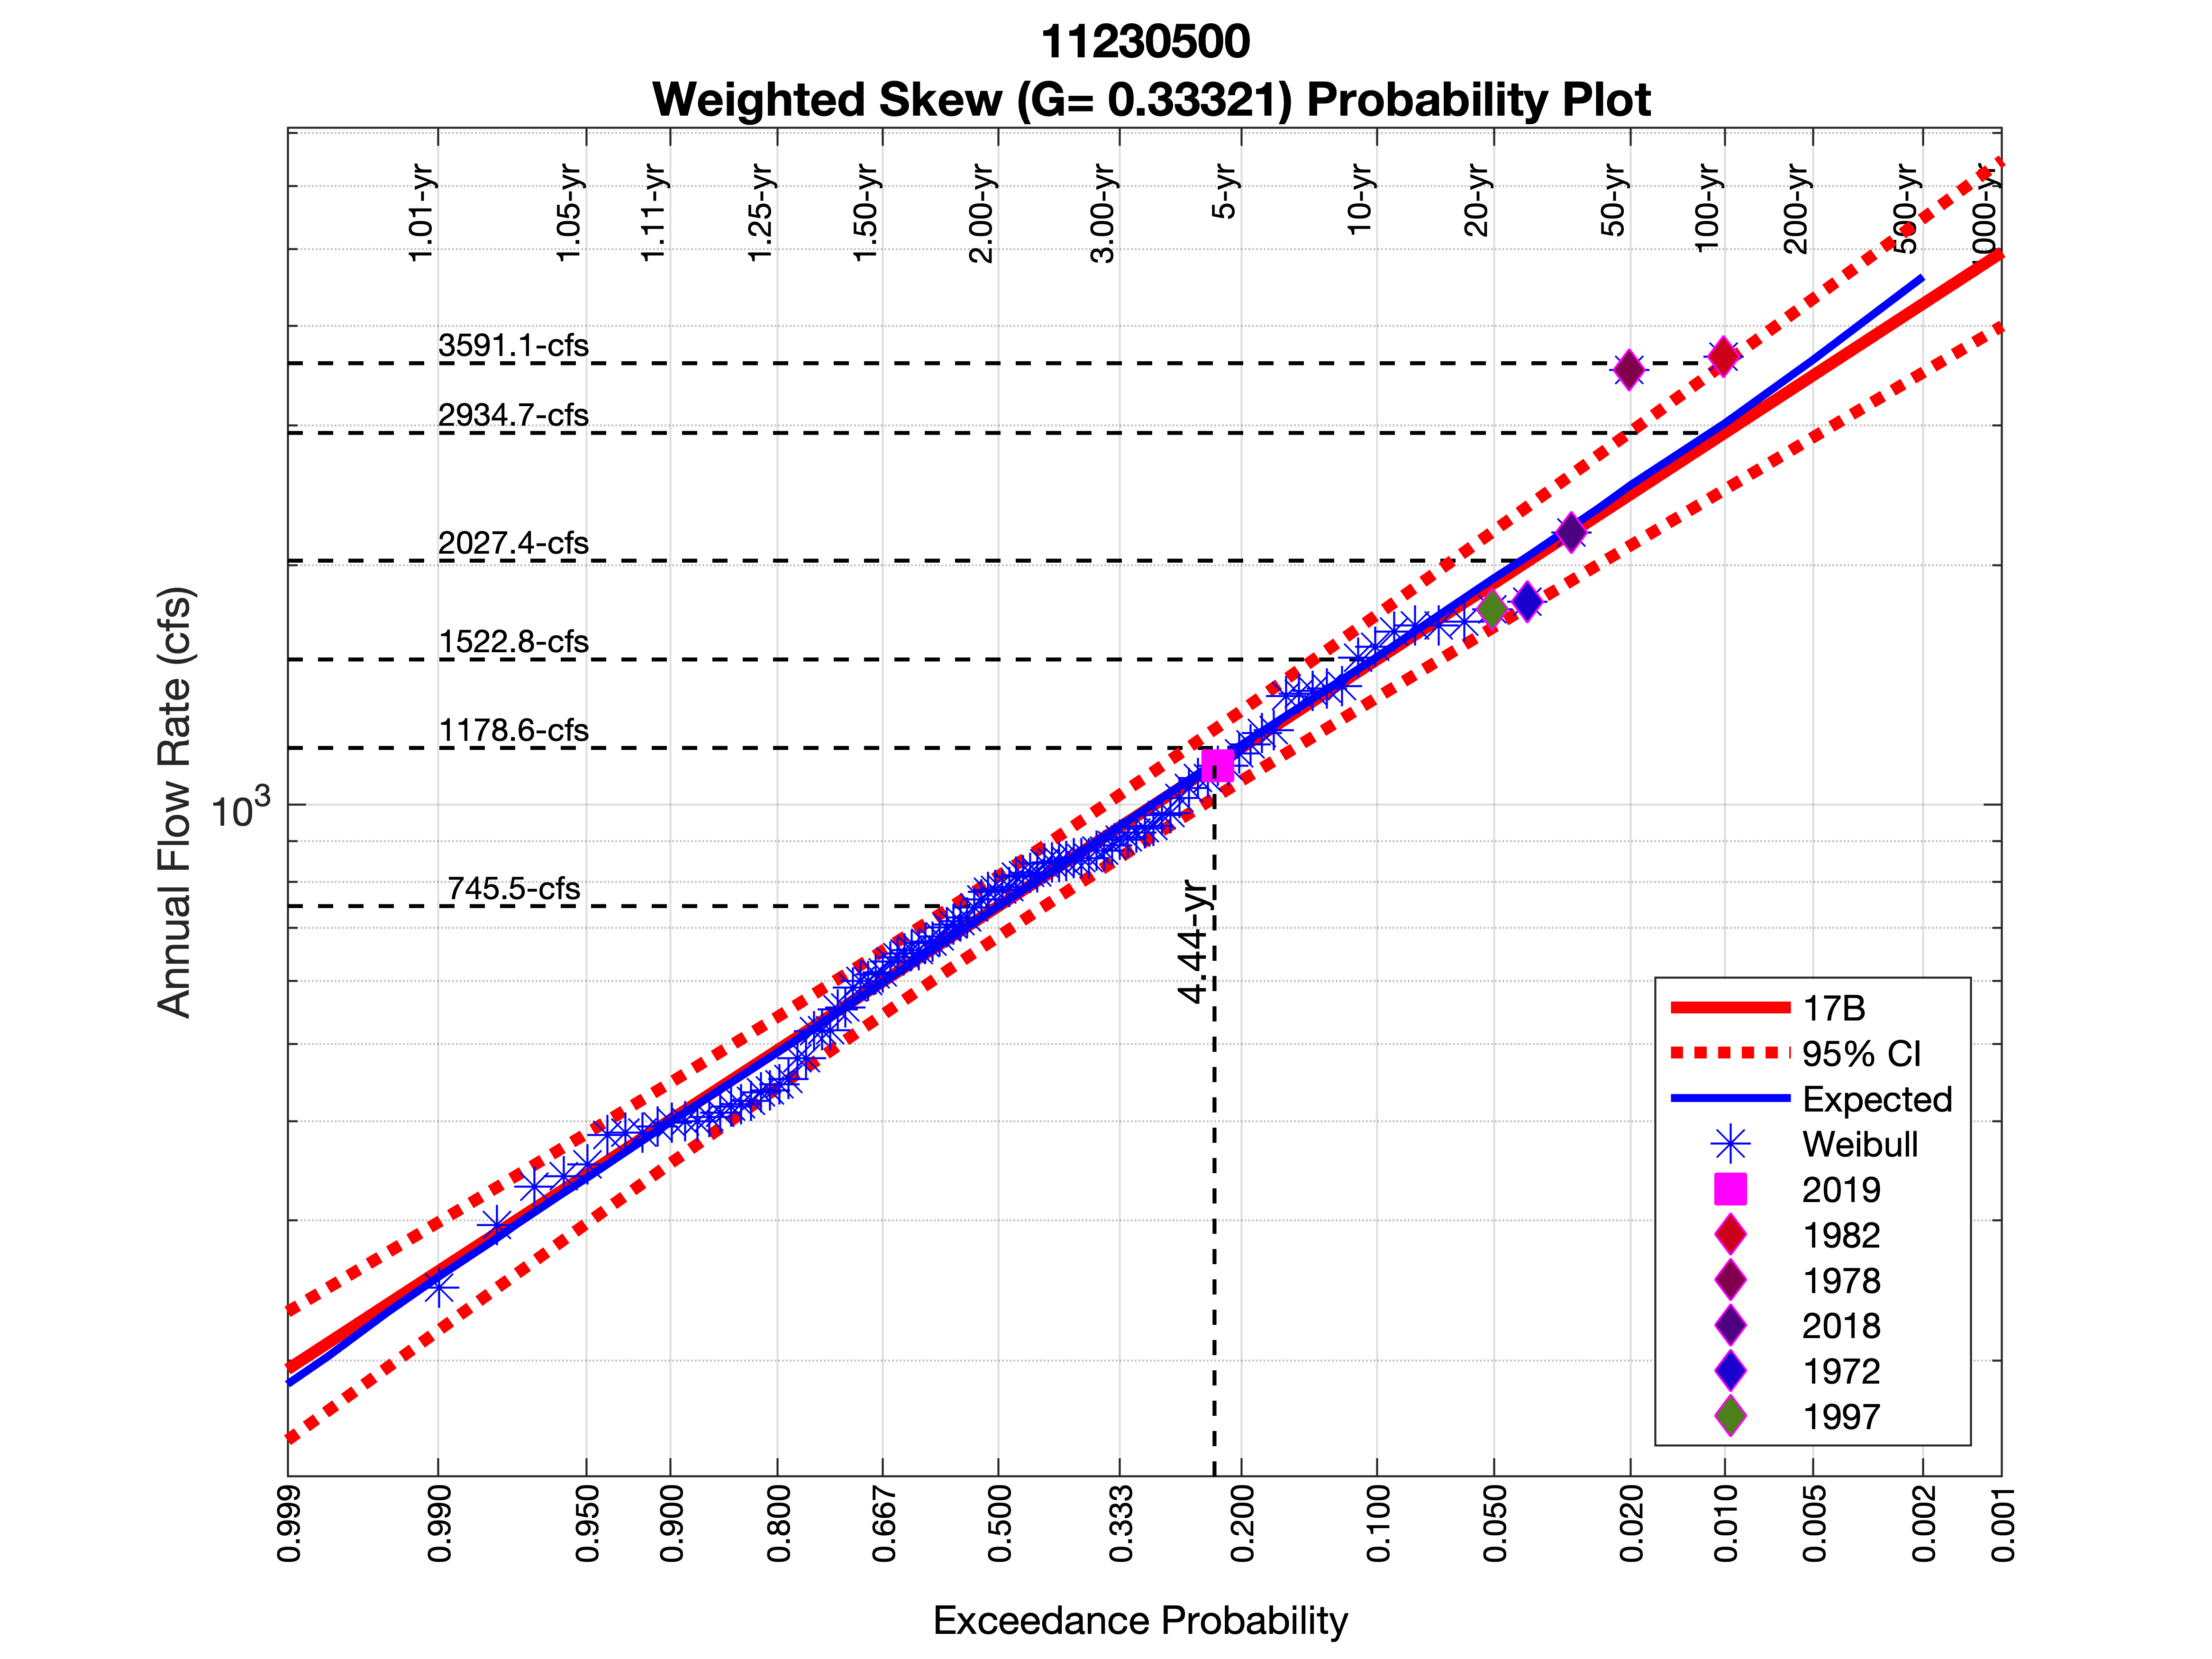 11230500
Weighted Skew (G= 0.33321) Probability Plot
1.01-yr
1.05-yr
1.11-yr
1.25-yr
1.50-yr
2.00-yr
3.00-yr
5-yr
10-yr
20-yr
50-yr
100-yr
200-yr
500-yr
000-yr
3591.1-cfs
2934.7-cfs
2027.4-cfs
1522.8-cfs
1178.6-cfs
745.5-cfs
4.44-yr
10³
Annual Flow Rate (cfs)
17B
95% CI
Expected
Weibull
2019
1982
1978
2018
1972
1997
0.999
0.990
0.950
0.900
0.800
0.667
0.500
0.333
0.200
0.100
0.050
0.020
0.010
0.005
0.002
0.001
Exceedance Probability